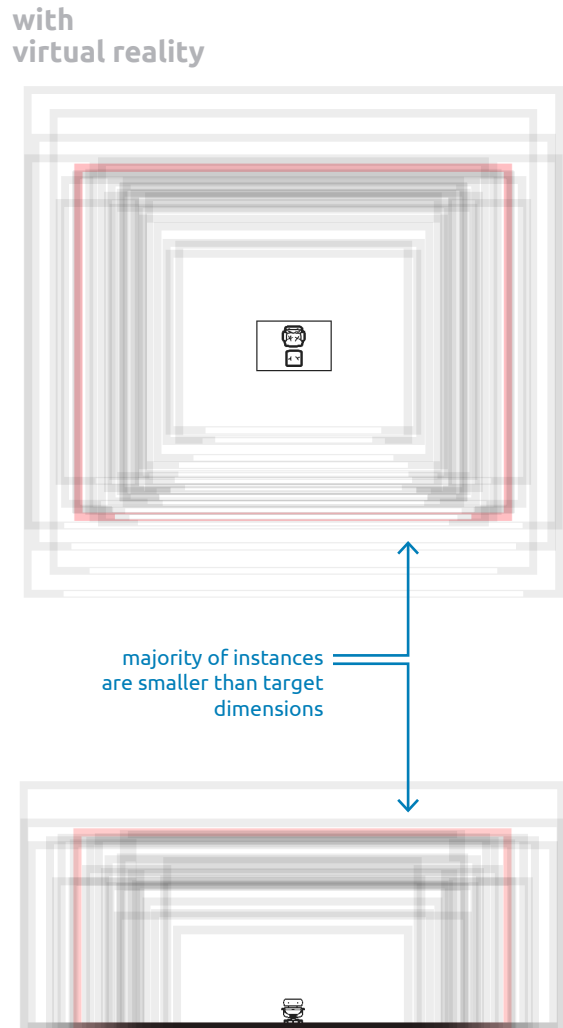 with
virtual reality
majority of instances
are smaller than target
dimensions